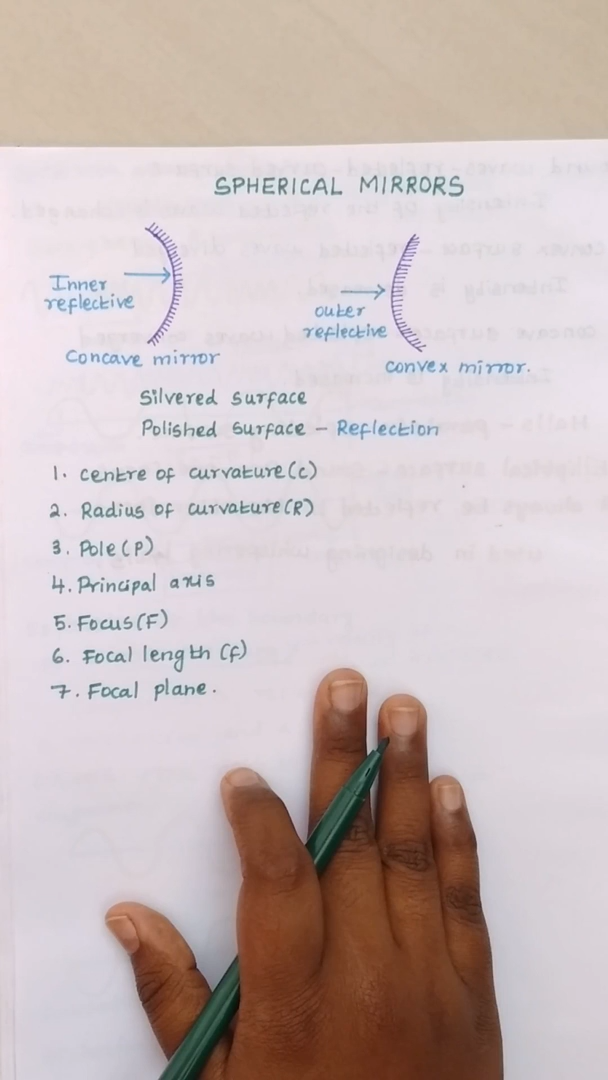 SPHERICAL MIRRORS
Inner
reflective
Concave mirror
outer
reflective
convex mirror.
Silvered surface
Polished surface - Reflection
1. centre of curvature (c)
2. Radius of curvature (R)
3. Pole (P)
4. Principal axis
5. Focus (F)
6. Focal length (f)
7. Focal plane.